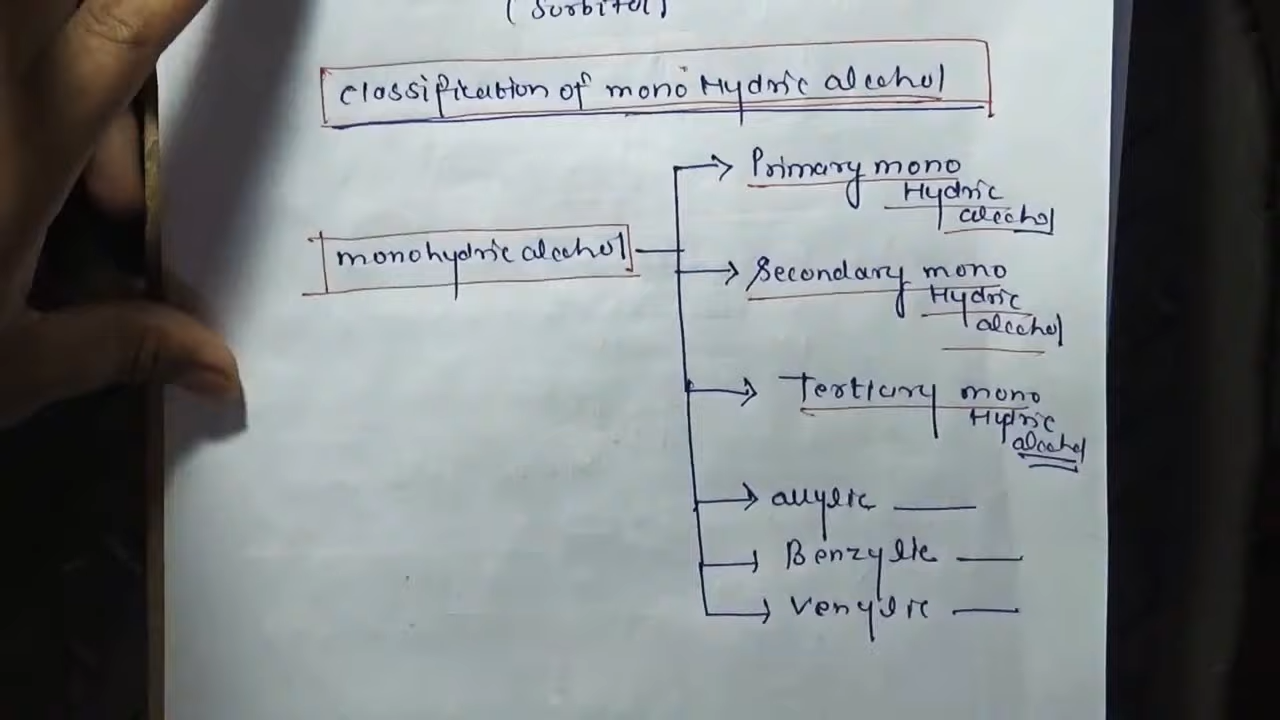 (Sorbitol)
classification of mono Hydric alcohol
Primary mono
Hydric
alcohol
monohydric alcohol
Secondary mono
Hydric
alcohol
Tertiary mono
Hydric
alcohol
allylic
Benzylic
Venylic